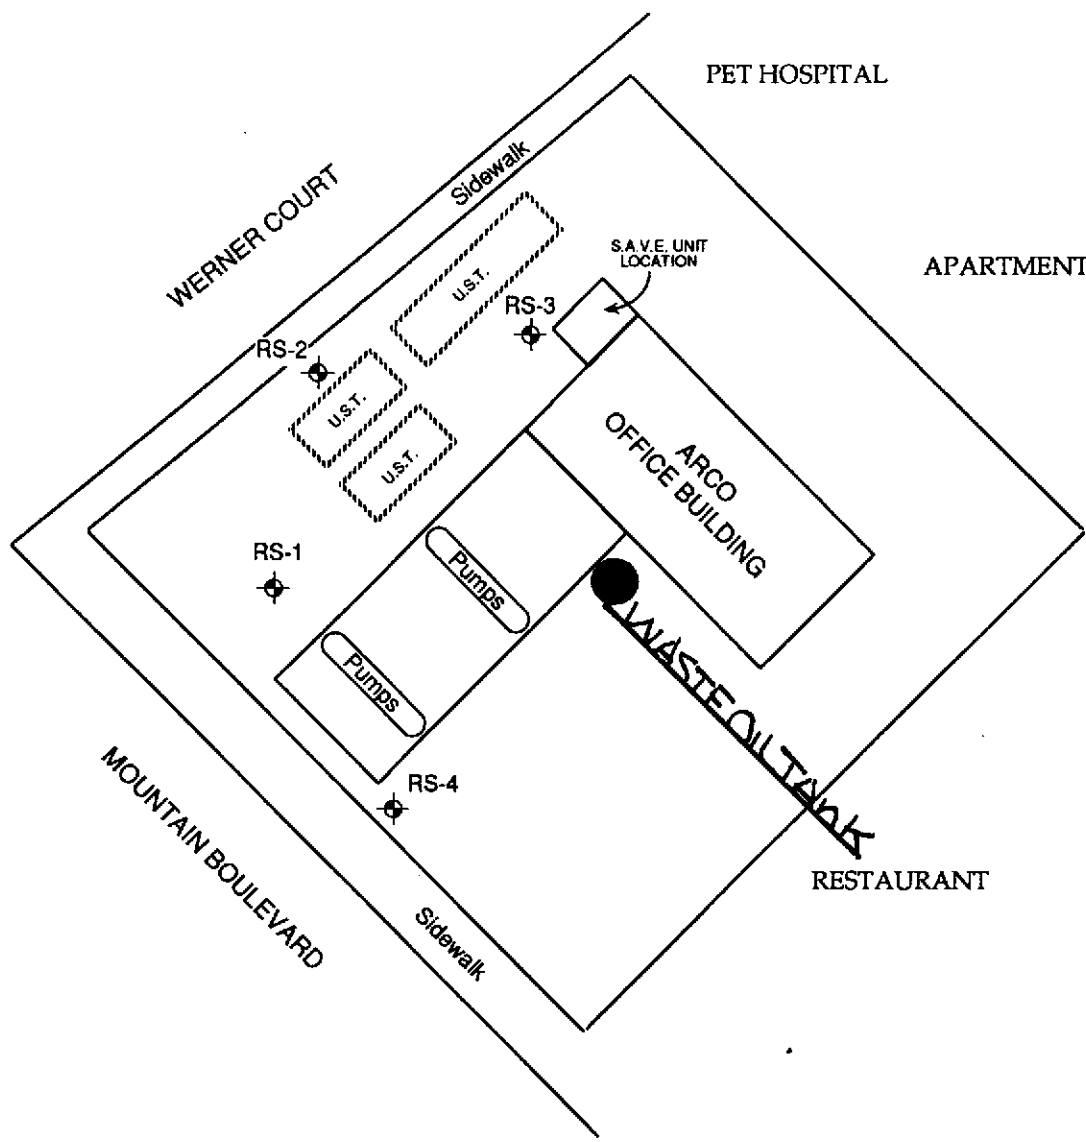 PET HOSPITAL
Sidewalk
WERNER COURT
S.A.V.E. UNIT
LOCATION
APARTMENT
U.S.T.
RS-3
RS-2
U.S.T.
U.S.T.
ARCO
OFFICE BUILDING
RS-1
Pumps
Pumps
WASTE OIL TANK
RS-4
MOUNTAIN BOULEVARD
RESTAURANT
Sidewalk